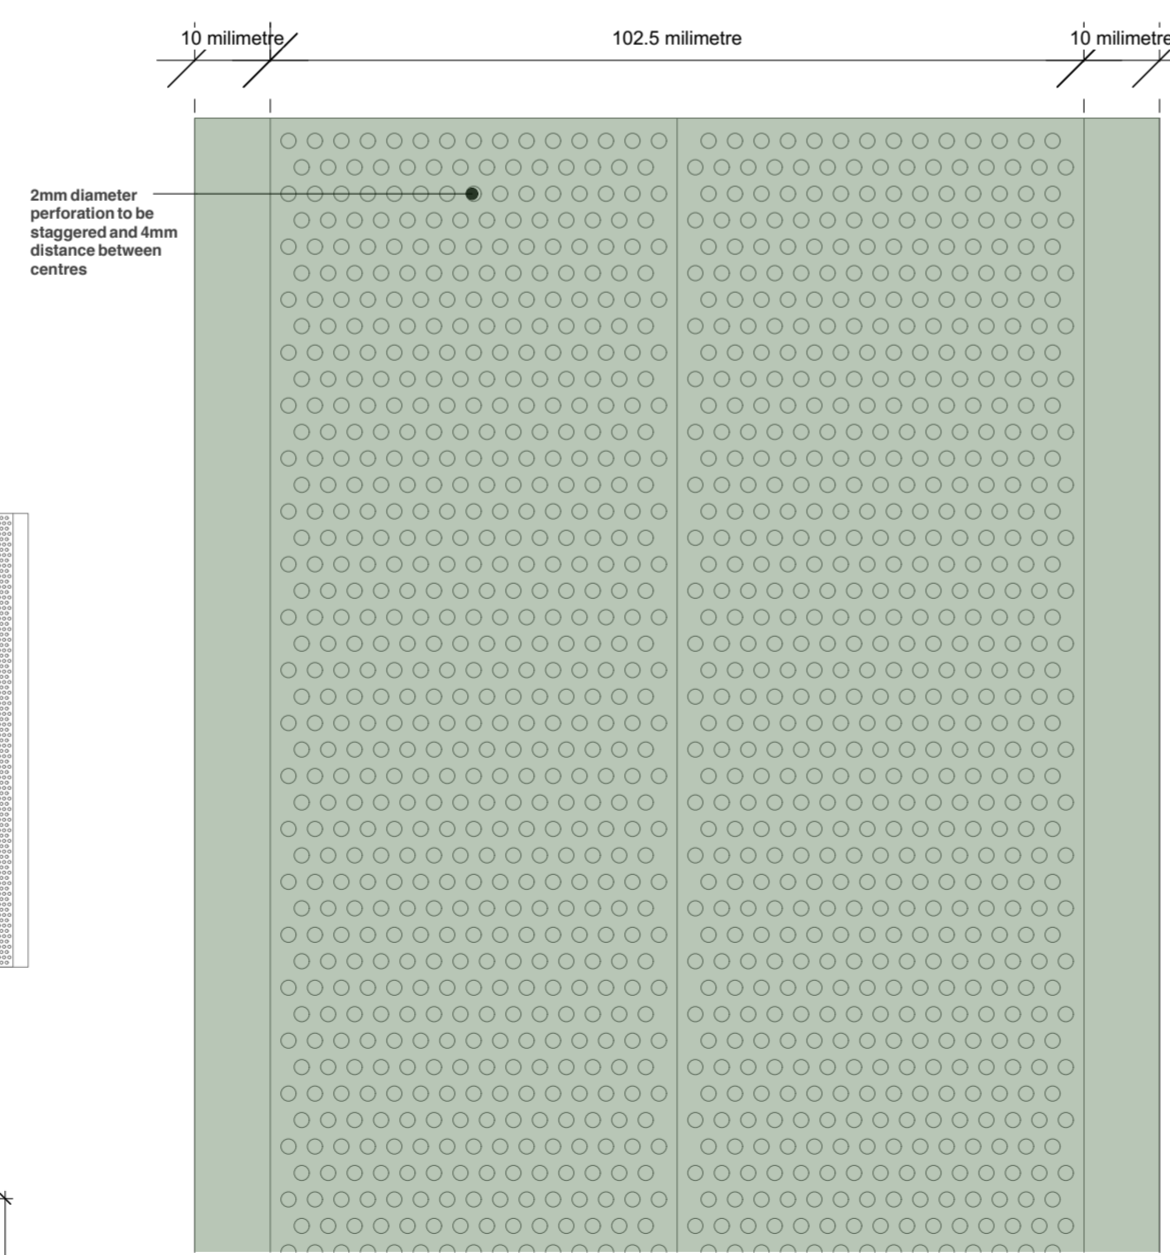 10 milimetre
102.5 milimetre
10 milimetre
2mm diameter
perforation to be
staggered and 4mm
distance between
centres